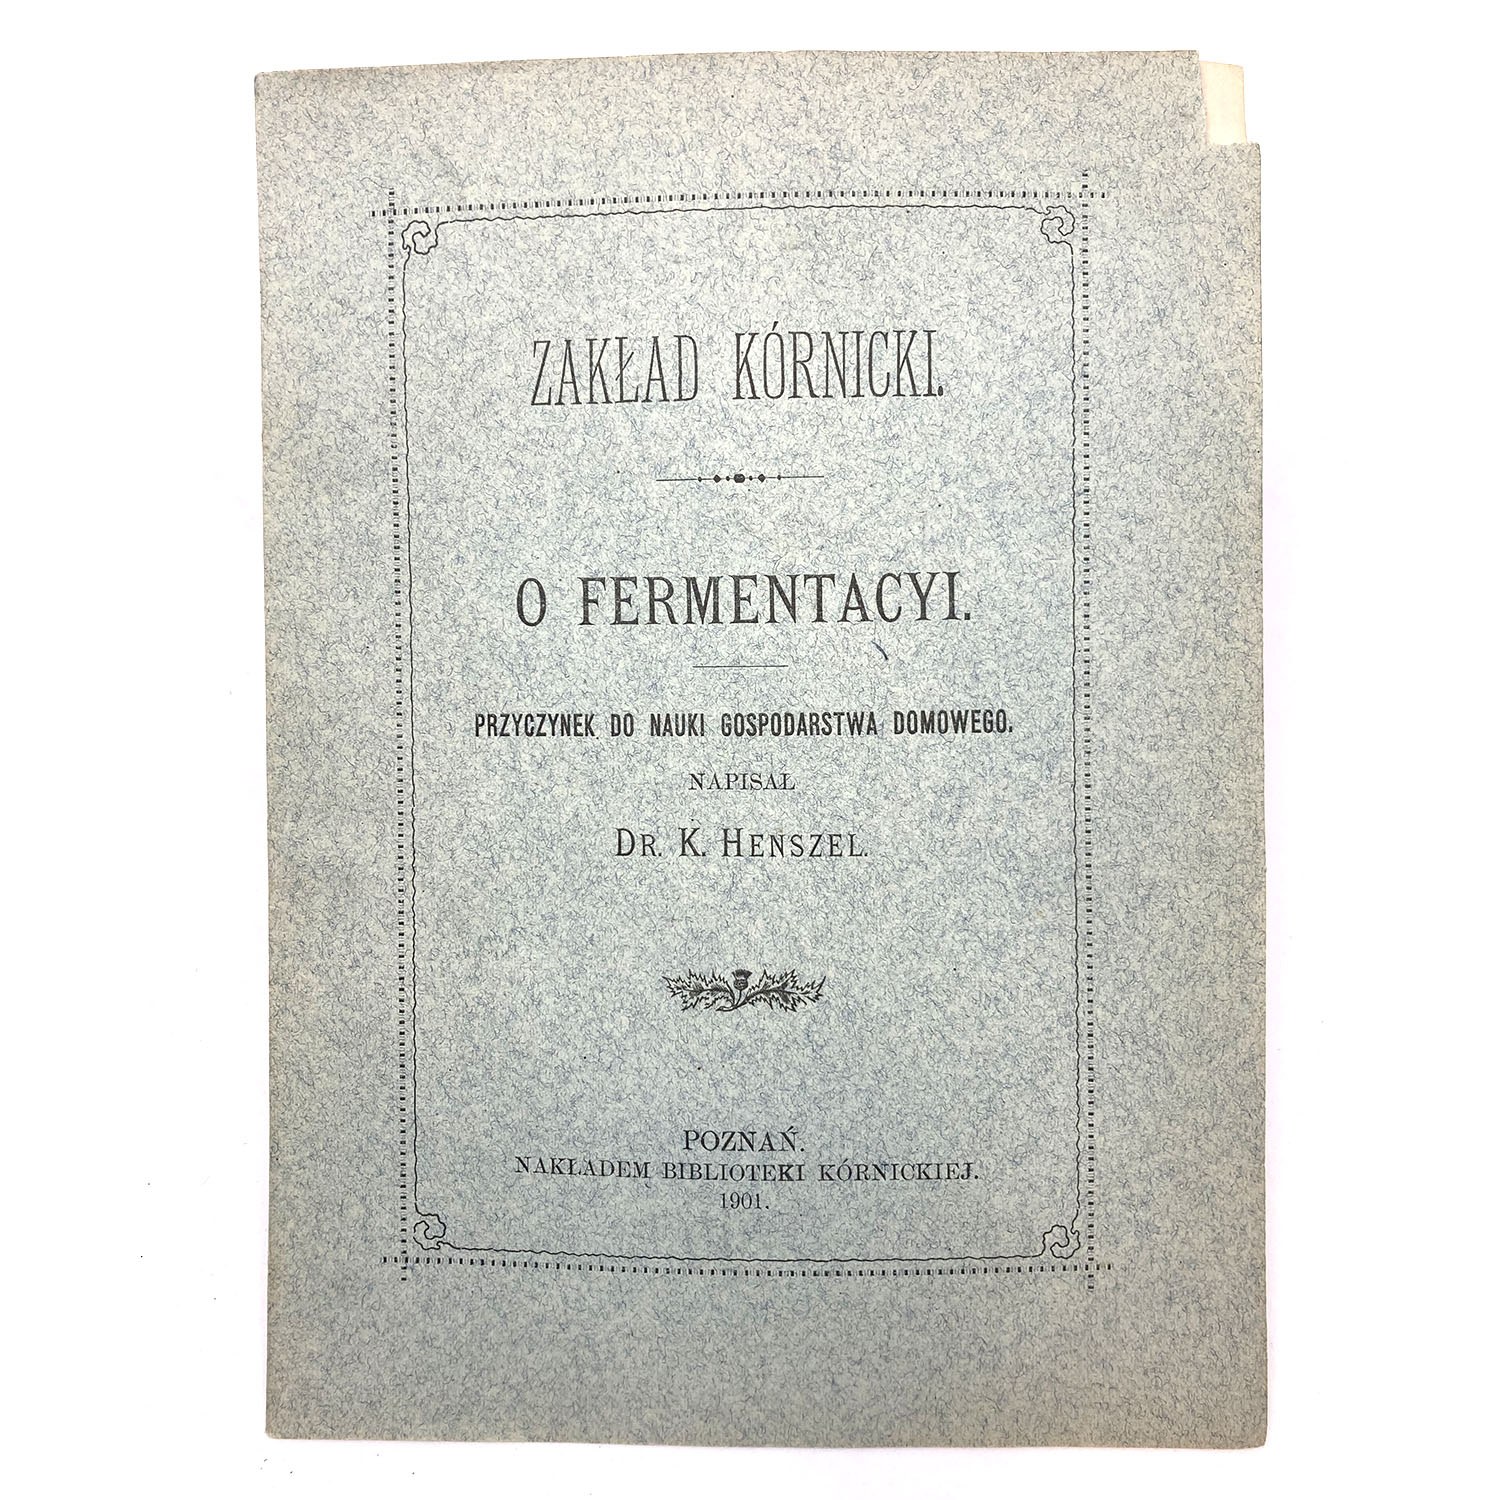 ZAKŁAD KÓRNICKI.
O FERMENTACYI.
PRZYCZYNEK DO NAUKI GOSPODARSTWA DOMOWEGO.
NAPISAŁ
DR. K. HENSZEL.
POZNAŃ.
NAKŁADEM BIBLIOTEKI KÓRNICKIEJ.
1901.